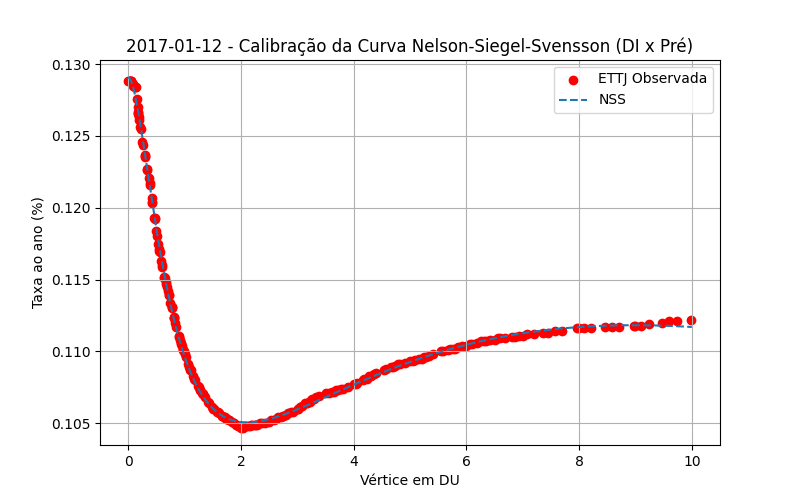 2017-01-12 - Calibração da Curva Nelson-Siegel-Svensson (DI x Pré)
ETTJ Observada
NSS
Taxa ao ano (%)
0.130
0.125
0.120
0.115
0.110
0.105
0 2 4 6 8 10
Vértice em DU